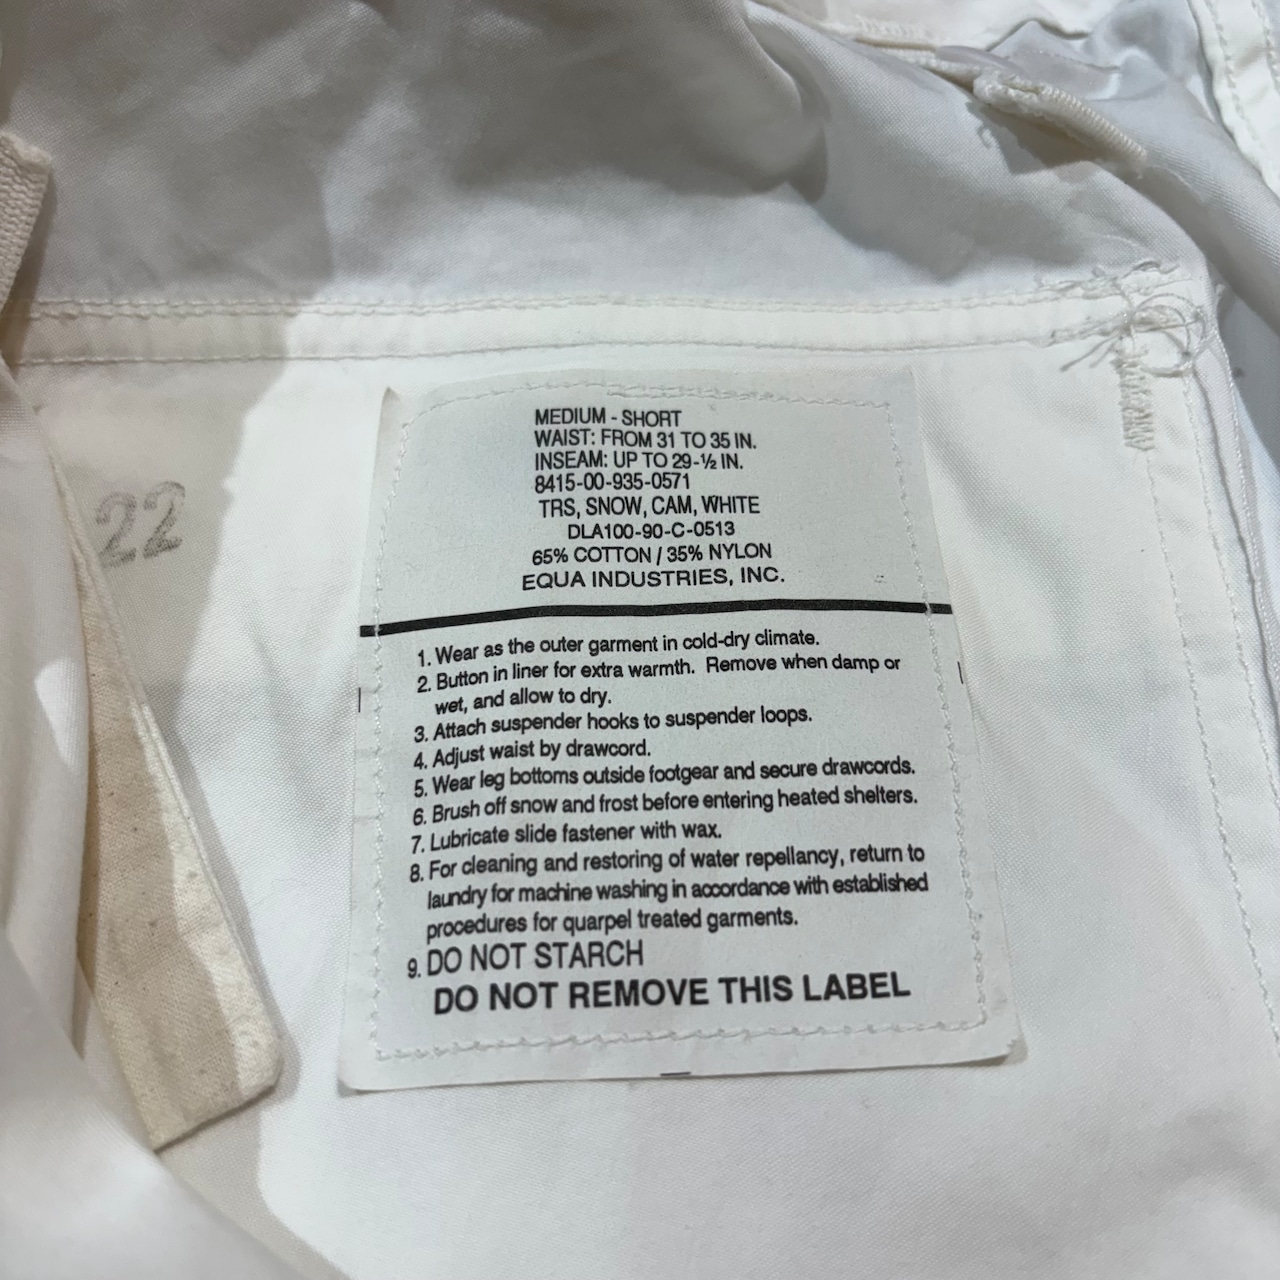 MEDIUM - SHORT
WAIST: FROM 31 TO 35 IN.
INSEAM: UP TO 29-½ IN.
8415-00-935-0571
TRS, SNOW, CAM, WHITE
DLA100-90-C-0513
65% COTTON / 35% NYLON
EQUA INDUSTRIES, INC.
1. Wear as the outer garment in cold-dry climate.
2. Button in liner for extra warmth. Remove when damp or
wet, and allow to dry.
3. Attach suspender hooks to suspender loops.
4. Adjust waist by drawcord.
5. Wear leg bottoms outside footgear and secure drawcords.
6. Brush off snow and frost before entering heated shelters.
7. Lubricate slide fastener with wax.
8. For cleaning and restoring of water repellancy, return to
laundry for machine washing in accordance with established
procedures for quarpel treated garments.
9. DO NOT STARCH
DO NOT REMOVE THIS LABEL
22